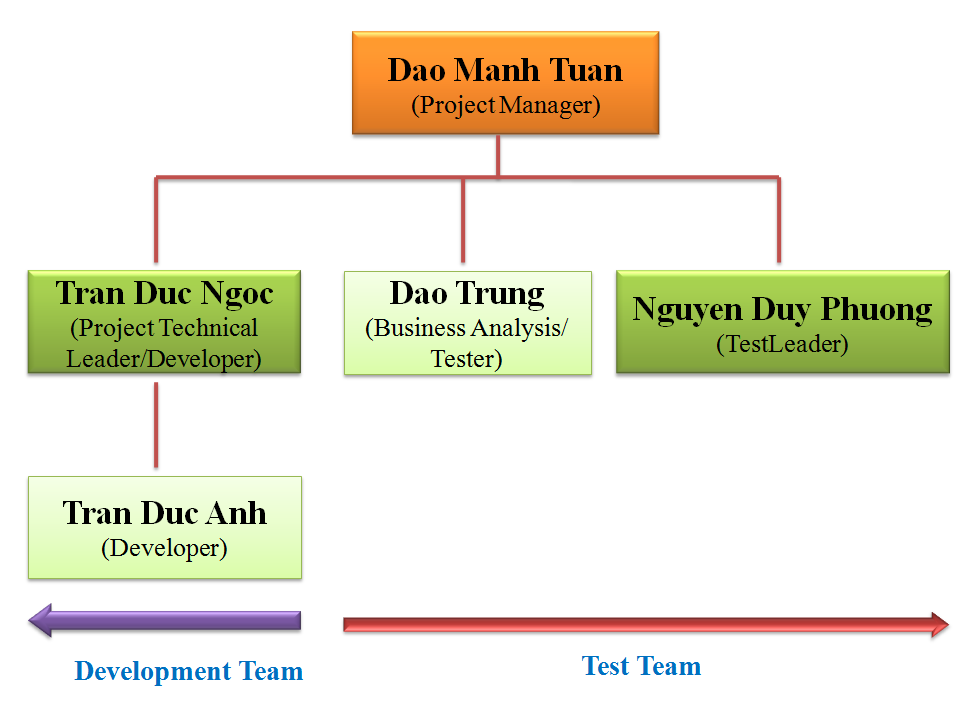 Dao Manh Tuan
(Project Manager)
Tran Duc Ngoc
(Project Technical
Leader/Developer)
Dao Trung
(Business Analysis/
Tester)
Nguyen Duy Phuong
(TestLeader)
Tran Duc Anh
(Developer)
Development Team
Test Team